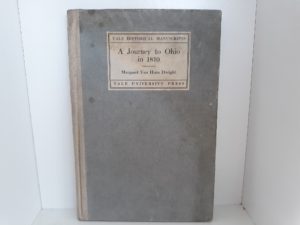 YALE HISTORICAL MANUSCRIPTS
A Journey to Ohio
in 1810
Margaret Van Horn Dwight
YALE UNIVERSITY PRESS